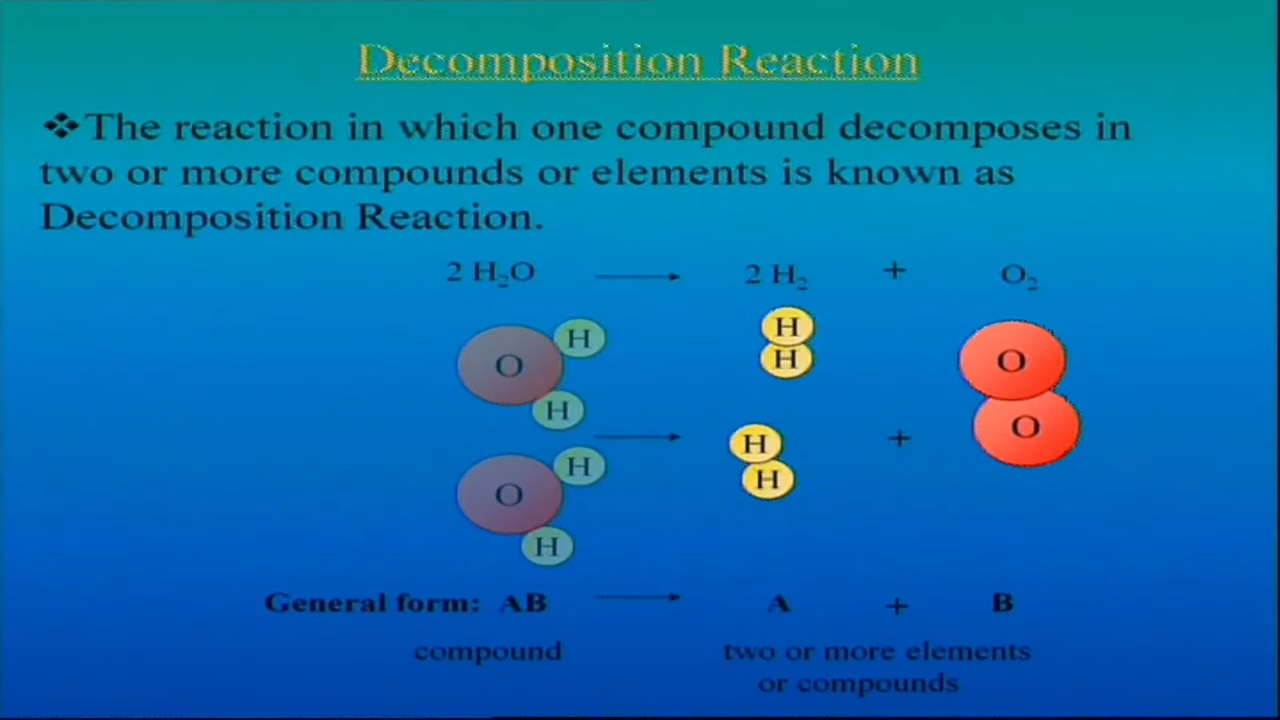 Decomposition Reaction
❖The reaction in which one compound decomposes in
two or more compounds or elements is known as
Decomposition Reaction.
2 H₂O → 2 H₂ + O₂
H
O
H
H
H
O
O
→ +
H
O
H
H
H
General form: AB → A + B
compound two or more elements
or compounds